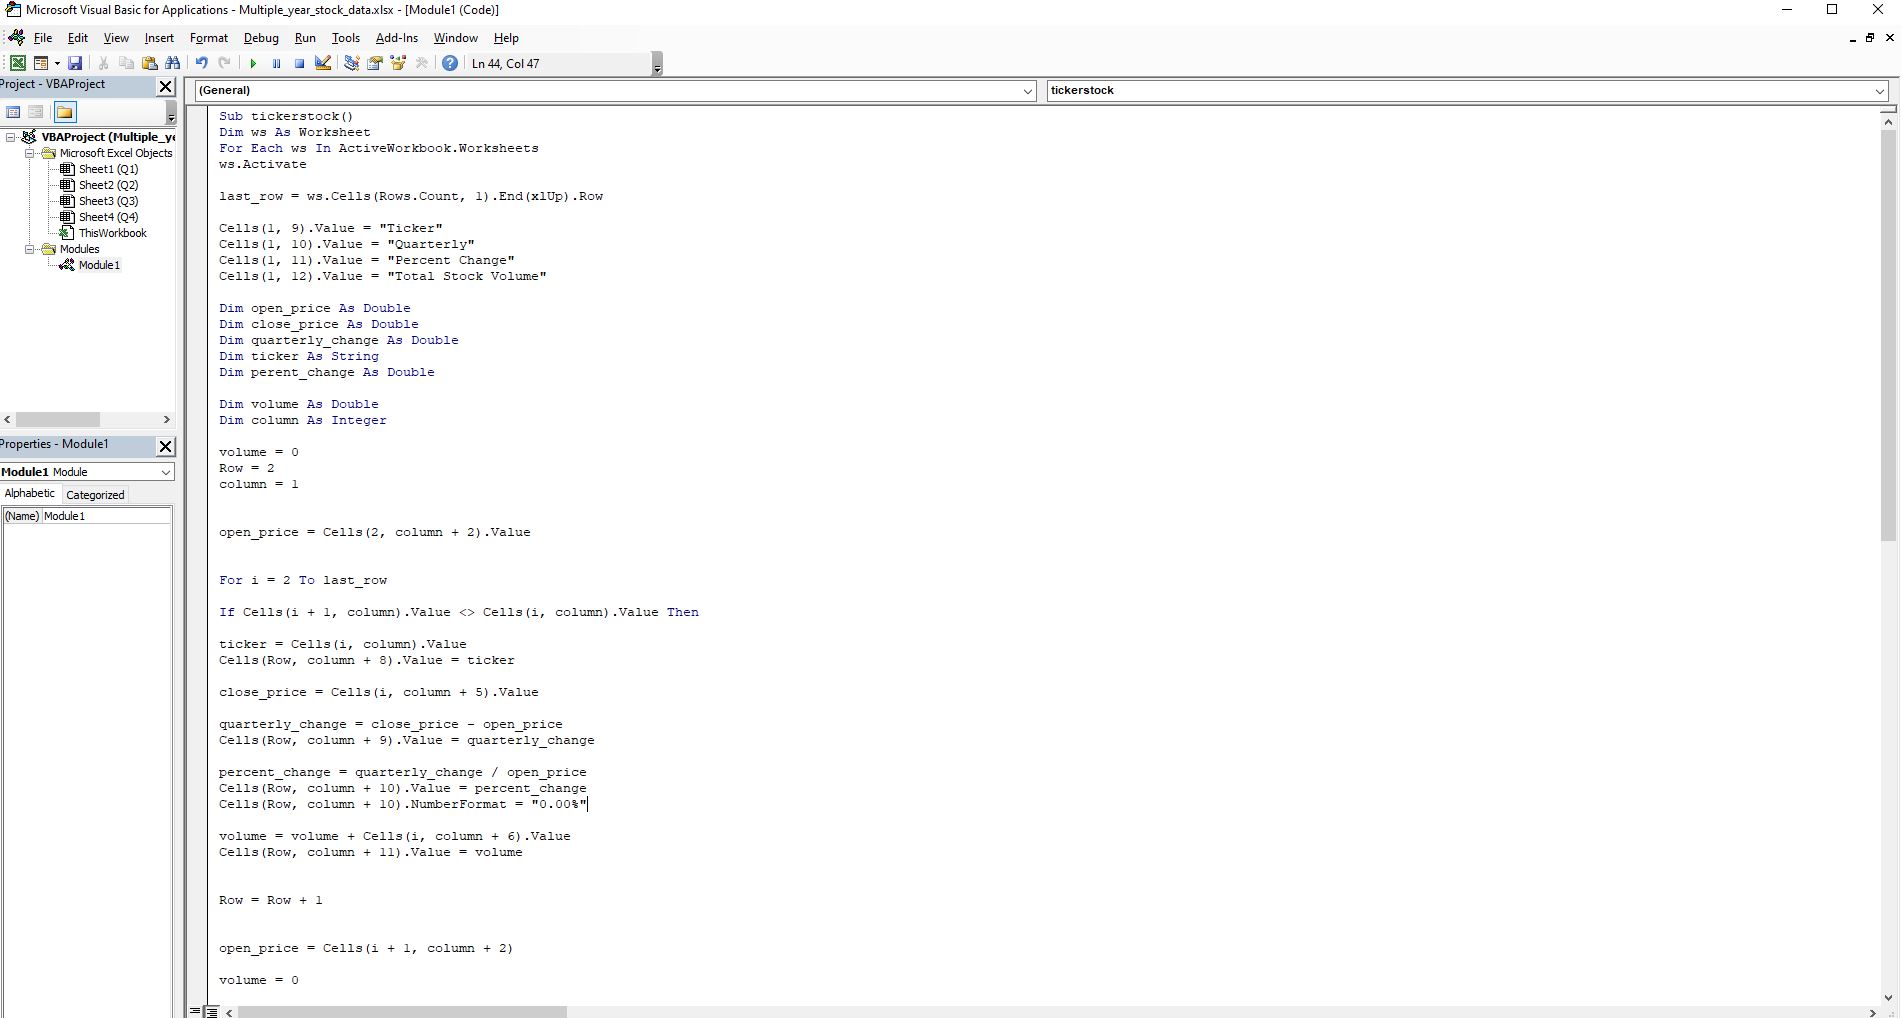 Microsoft Visual Basic for Applications - Multiple_year_stock_data.xlsx - [Module1 (Code)]
File Edit View Insert Format Debug Run Tools Add-Ins Window Help
Ln 44, Col 47
Project - VBAProject
VBAProject (Multiple_ye
Microsoft Excel Objects
Sheet1 (Q1)
Sheet2 (Q2)
Sheet3 (Q3)
Sheet4 (Q4)
ThisWorkbook
Modules
Module1
Properties - Module1
Module1 Module
Alphabetic Categorized
(Name) Module1
(General) tickerstock
Sub tickerstock()
Dim ws As Worksheet
For Each ws In ActiveWorkbook.Worksheets
ws.Activate
last_row = ws.Cells(Rows.Count, 1).End(xlUp).Row
Cells(1, 9).Value = "Ticker"
Cells(1, 10).Value = "Quarterly"
Cells(1, 11).Value = "Percent Change"
Cells(1, 12).Value = "Total Stock Volume"
Dim open_price As Double
Dim close_price As Double
Dim quarterly_change As Double
Dim ticker As String
Dim perent_change As Double
Dim volume As Double
Dim column As Integer
volume = 0
Row = 2
column = 1
open_price = Cells(2, column + 2).Value
For i = 2 To last_row
If Cells(i + 1, column).Value <> Cells(i, column).Value Then
ticker = Cells(i, column).Value
Cells(Row, column + 8).Value = ticker
close_price = Cells(i, column + 5).Value
quarterly_change = close_price - open_price
Cells(Row, column + 9).Value = quarterly_change
percent_change = quarterly_change / open_price
Cells(Row, column + 10).Value = percent_change
Cells(Row, column + 10).NumberFormat = "0.00%"
volume = volume + Cells(i, column + 6).Value
Cells(Row, column + 11).Value = volume
Row = Row + 1
open_price = Cells(i + 1, column + 2)
volume = 0